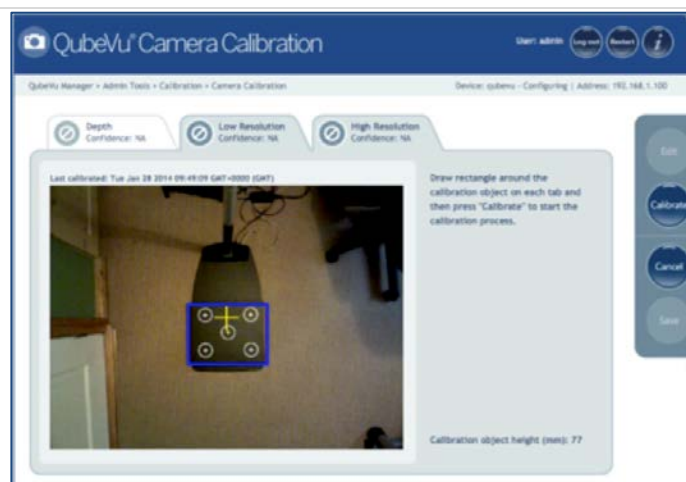 QubeVu® Camera Calibration
User: admin
Log out
Restart
i
QubeVu Manager • Admin Tools • Calibration • Camera Calibration
Device: qubevu - Configuring | Address: 192.168.1.100
Depth
Confidence: NA
Low Resolution
Confidence: NA
High Resolution
Confidence: NA
Last calibrated: Tue Jan 28 2014 09:49:09 GMT+0000 (GMT)
Draw rectangle around the
calibration object on each tab and
then press "Calibrate" to start the
calibration process.
Calibration object height (mm): 77
Edit
Calibrate
Cancel
Save